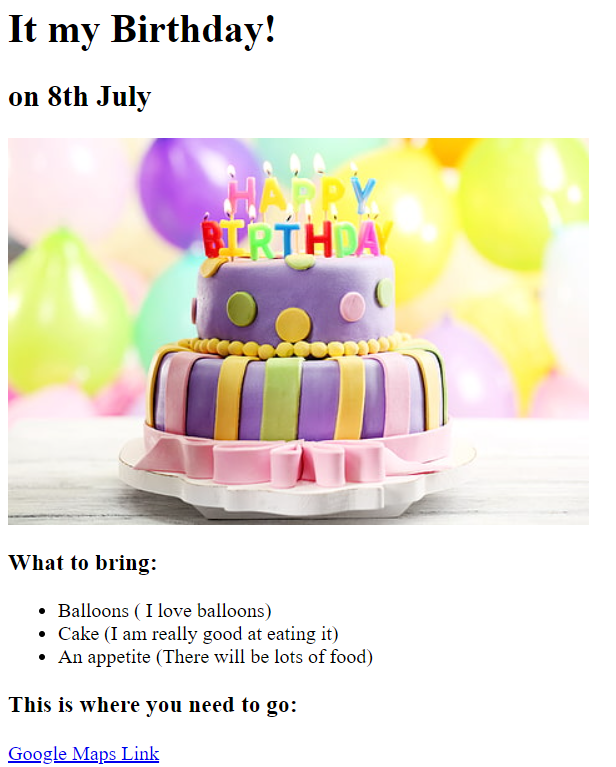 It my Birthday!
on 8th July
HAPPY
BIRTHDAY
What to bring:
Balloons ( I love balloons)
Cake (I am really good at eating it)
An appetite (There will be lots of food)
This is where you need to go:
Google Maps Link